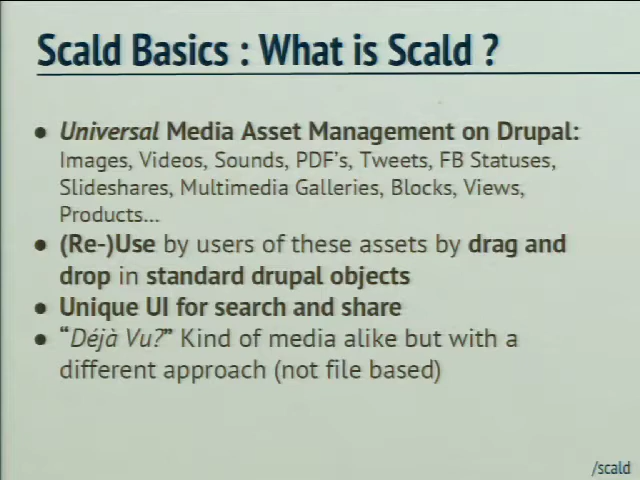 Scald Basics : What is Scald ?
● Universal Media Asset Management on Drupal:
Images, Videos, Sounds, PDF's, Tweets, FB Statuses,
Slideshares, Multimedia Galleries, Blocks, Views,
Products...
● (Re-)Use by users of these assets by drag and
drop in standard drupal objects
● Unique UI for search and share
● “Déjà Vu?” Kind of media alike but with a
different approach (not file based)
/scald